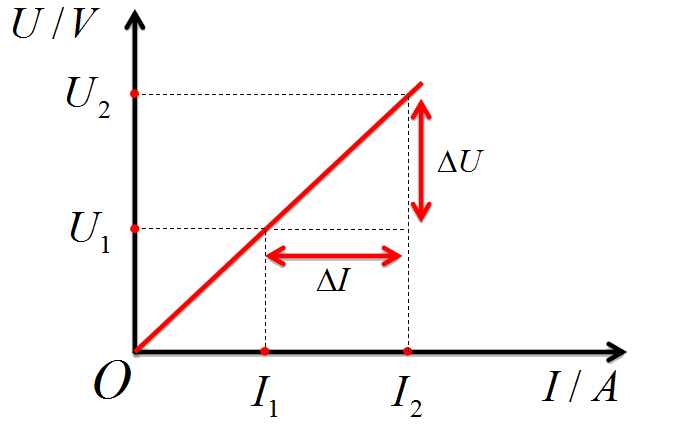 U / V
U₂
ΔU
U₁
ΔI
O
I₁
I₂
I / A